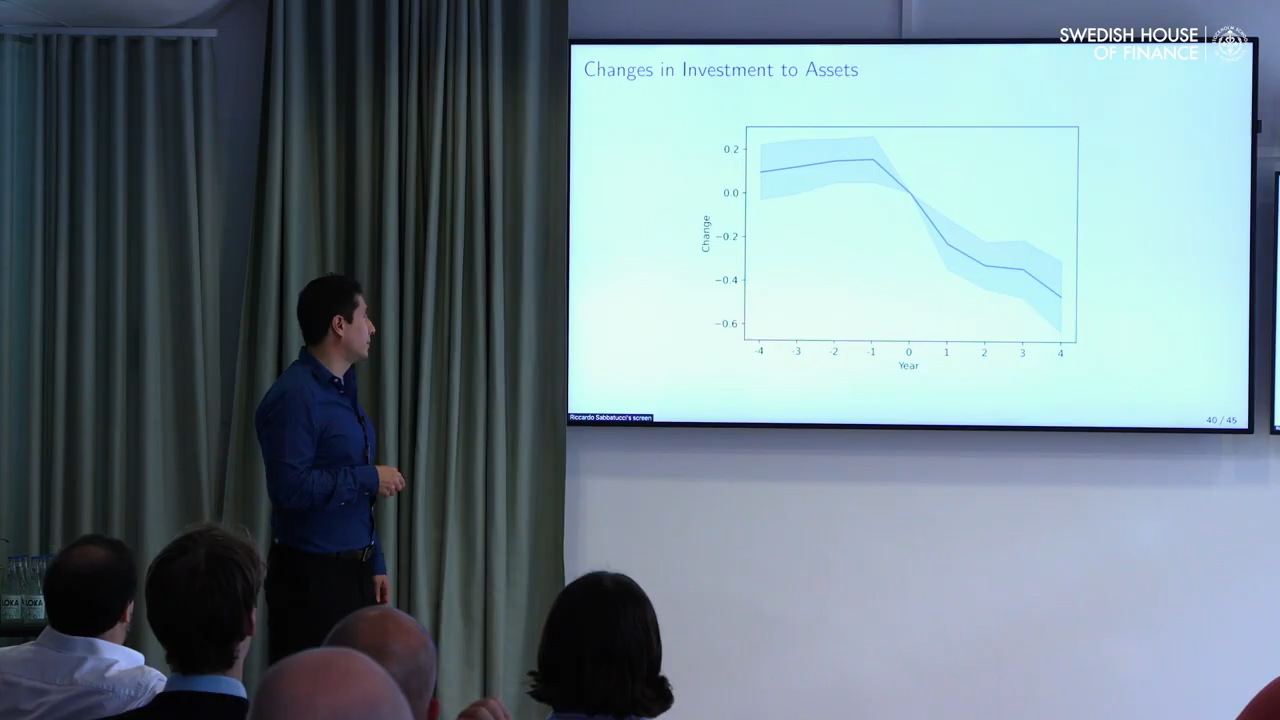 SWEDISH HOUSE
OF FINANCE
Changes in Investment to Assets
0.2
0.0
−0.2
−0.4
−0.6
Change
-4 -3 -2 -1 0 1 2 3 4
Year
Riccardo Sabbatucci's screen
40 / 45
LOKA LOKA